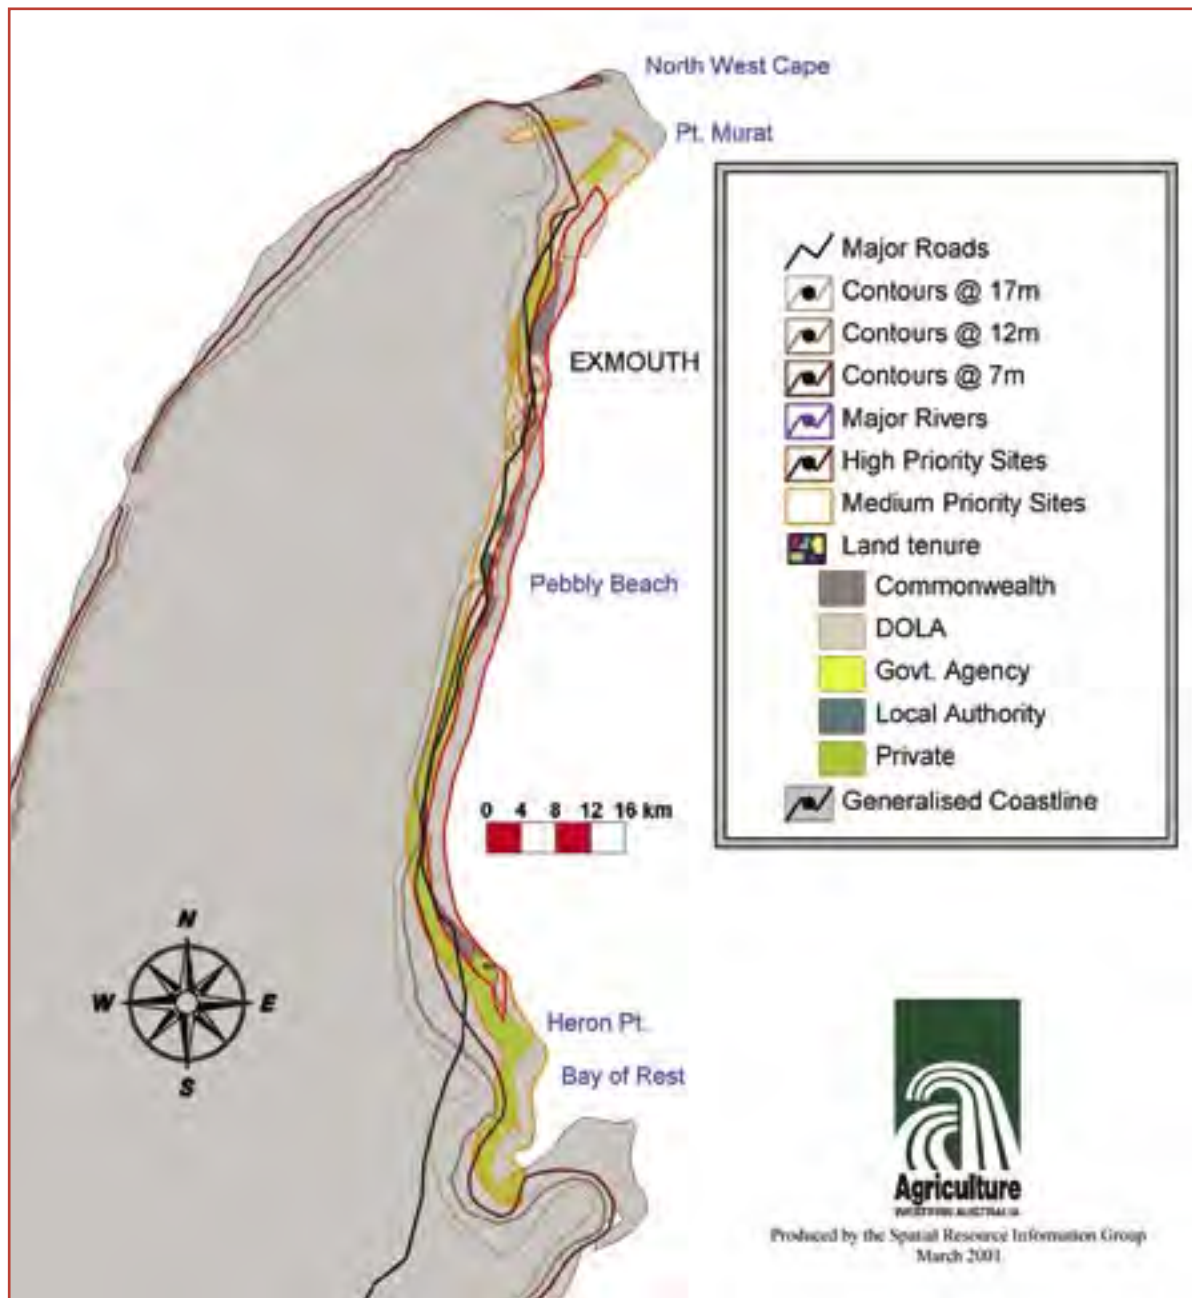 North West Cape
Pt. Murat
EXMOUTH
Pebbly Beach
Heron Pt.
Bay of Rest
0 4 8 12 16 km
N
W E
S
Major Roads
Contours @ 17m
Contours @ 12m
Contours @ 7m
Major Rivers
High Priority Sites
Medium Priority Sites
Land tenure
Commonwealth
DOLA
Govt. Agency
Local Authority
Private
Generalised Coastline
Agriculture
WESTERN AUSTRALIA
Produced by the Spatial Resource Information Group
March 2001